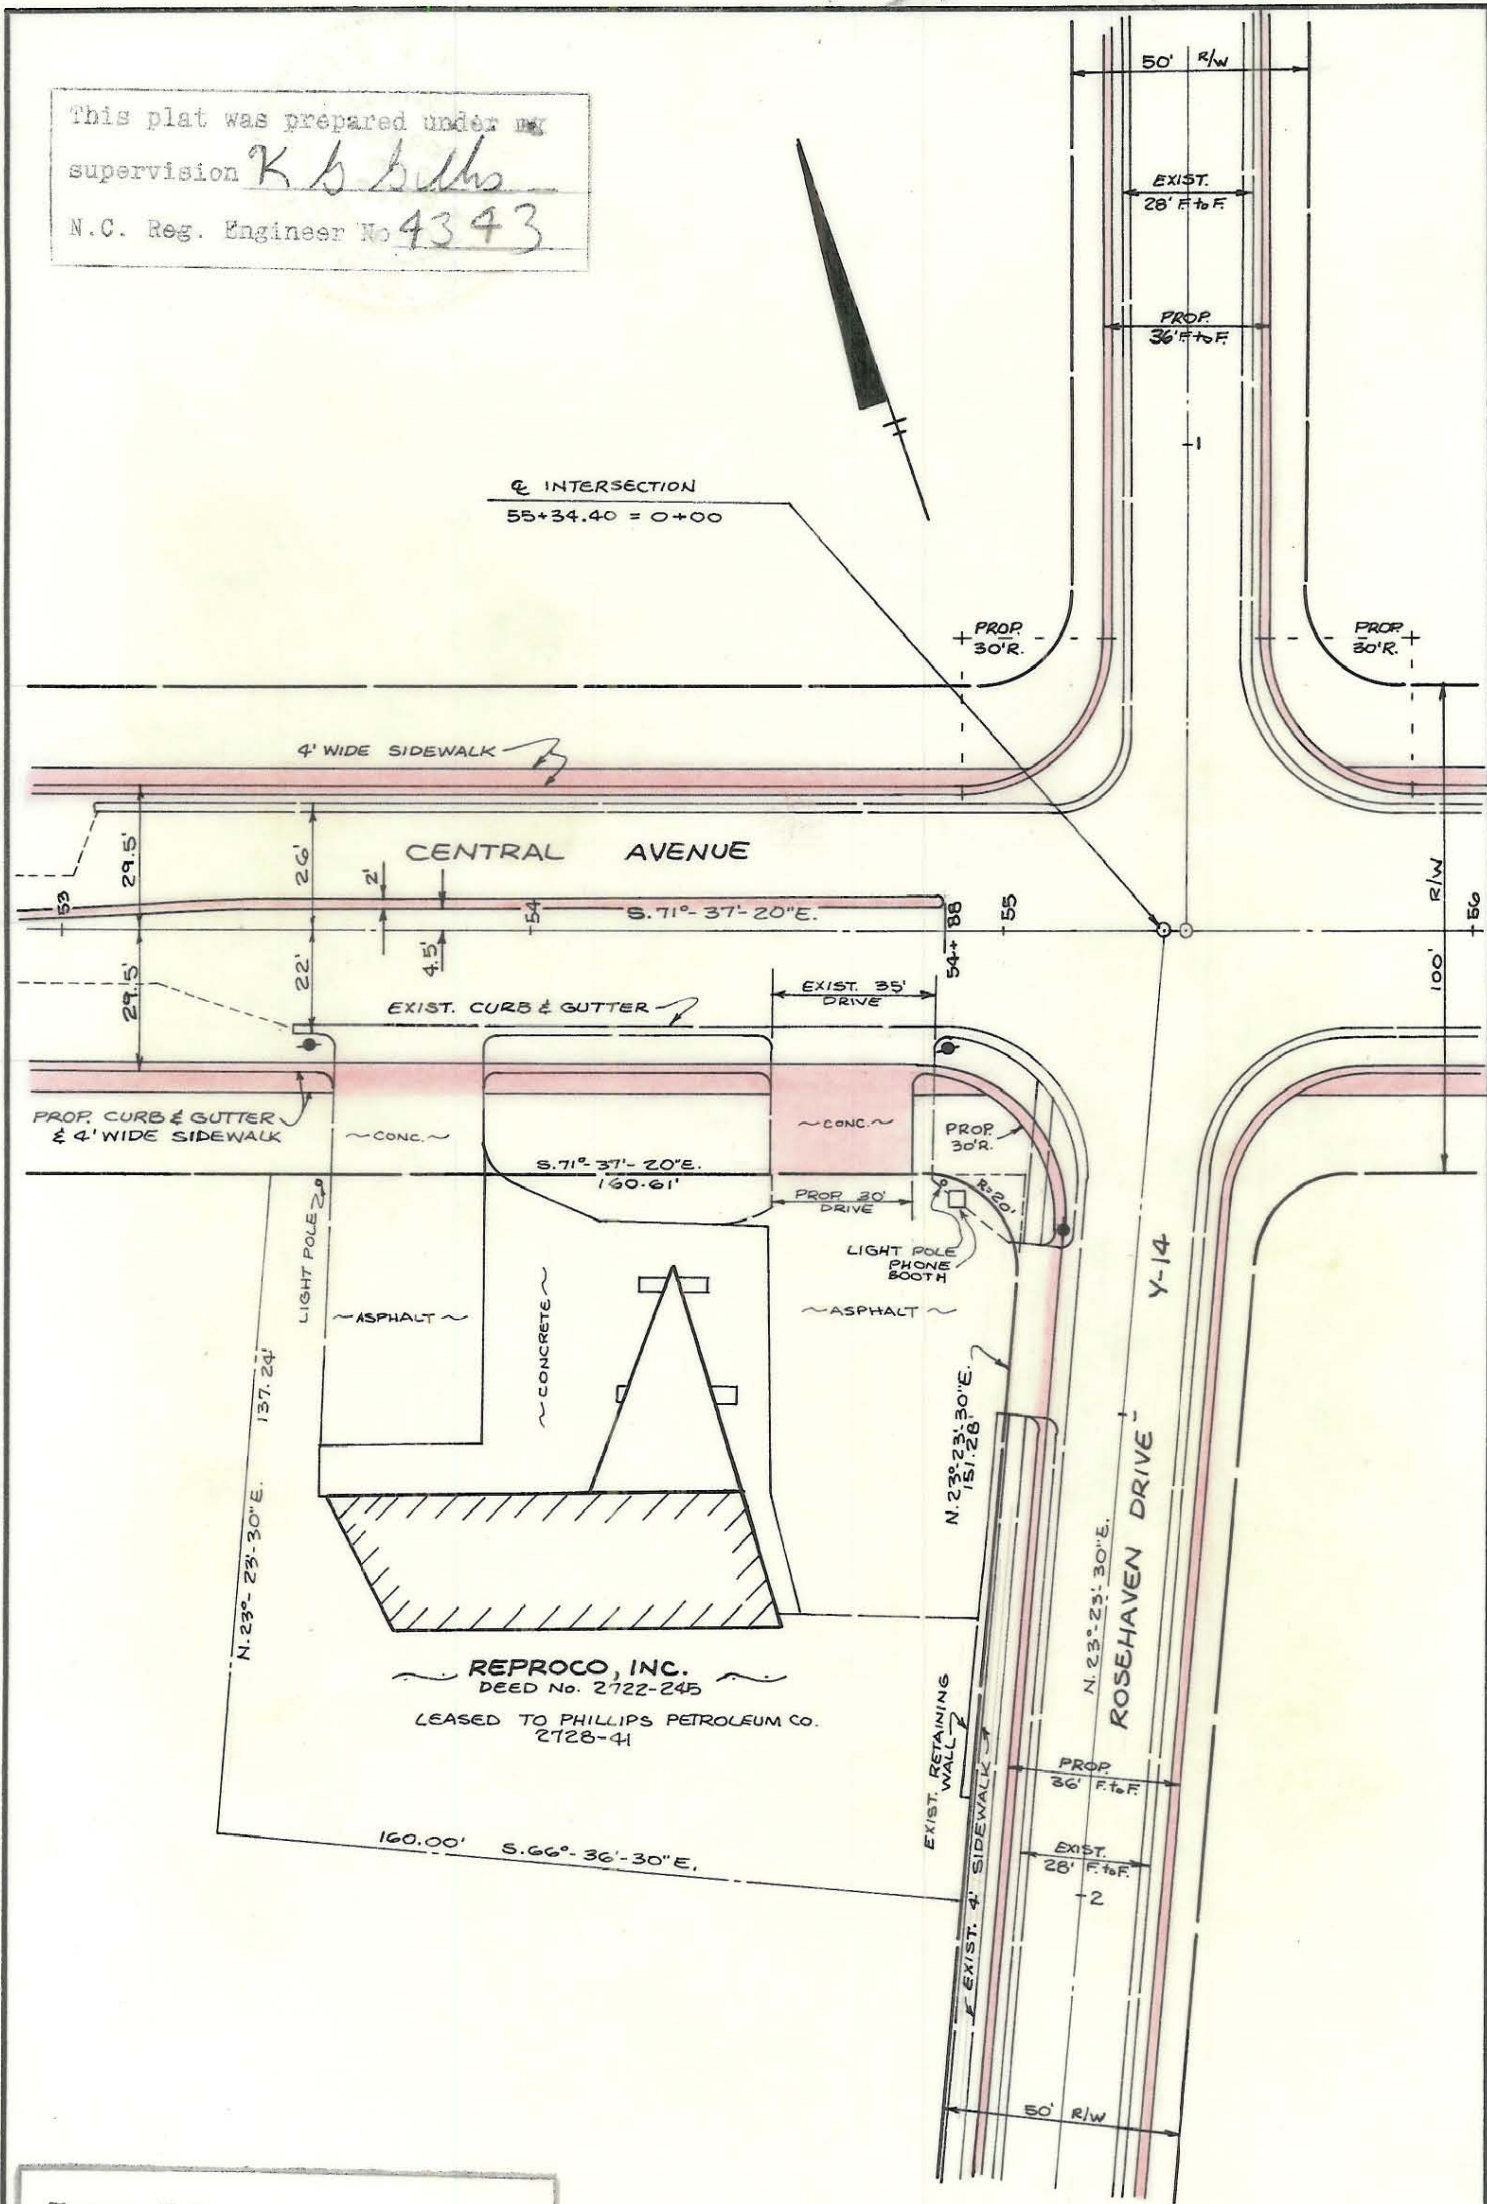 This plat was prepared under my
supervision
N.C. Reg. Engineer No 4343
50' R/W
EXIST.
28' F. to F.
PROP.
36' F. to F.
1
℄ INTERSECTION
55+34.40 = 0+00
PROP.
30'R.
PROP.
30'R.
4' WIDE SIDEWALK
29.5'
26'
CENTRAL AVENUE
2'
R/W
53
54
S.71°-37'-20"E.
54+88
55
56
29.5'
22'
4.5'
100'
EXIST. 35'
DRIVE
EXIST. CURB & GUTTER
PROP. CURB & GUTTER
& 4' WIDE SIDEWALK
~CONC.~
~CONC.~
PROP.
30'R.
S.71°-37'-20"E.
160.61'
PROP. 30'
DRIVE
R=20'
LIGHT POLE
LIGHT POLE
PHONE
BOOTH
Y-14
~ASPHALT~
~CONCRETE~
~ASPHALT~
N.23°-23'-30"E. 137.24'
N.23°-23'-30"E.
151.28'
1
N.23°-23'-30"E.
ROSEHAVEN DRIVE
REPROCO, INC.
DEED No. 2722-245
LEASED TO PHILLIPS PETROLEUM CO.
2728-41
EXIST. RETAINING
WALL
EXIST. 4' SIDEWALK
PROP.
36' F. to F.
160.00' S.66°-36'-30"E.
EXIST.
28' F. to F.
2
50' R/W